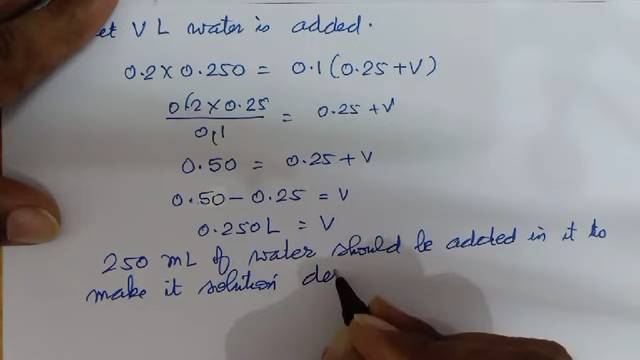 et V L water is added.
0.2 × 0.250 = 0.1 (0.25 + V)
0.2 × 0.25 / 0.1 = 0.25 + V
0.50 = 0.25 + V
0.50 - 0.25 = V
0.250L = V
250 mL of water should be added in it to
make it solution de